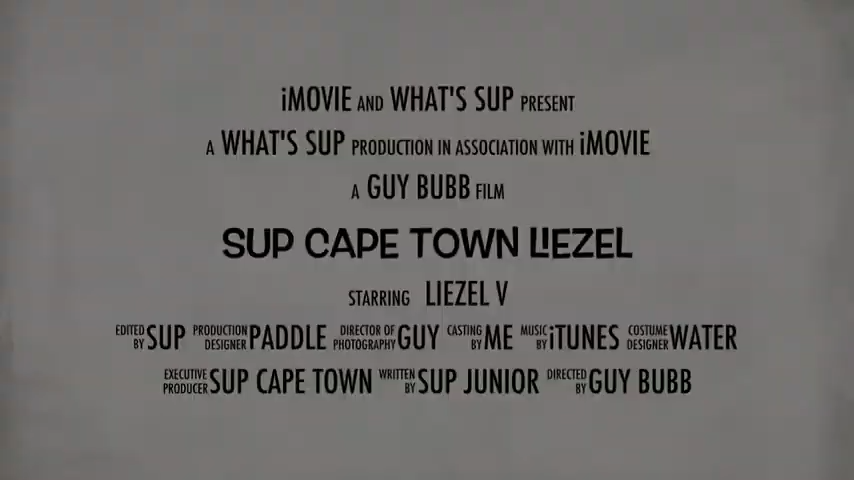 iMOVIE AND WHAT'S SUP PRESENT
A WHAT'S SUP PRODUCTION IN ASSOCIATION WITH iMOVIE
A GUY BUBB FILM
SUP CAPE TOWN LIEZEL
STARRING LIEZEL V
EDITED BY SUP PRODUCTION DESIGNER PADDLE DIRECTOR OF PHOTOGRAPHY GUY CASTING BY ME MUSIC BY iTUNES COSTUME DESIGNER WATER
EXECUTIVE PRODUCER SUP CAPE TOWN WRITTEN BY SUP JUNIOR DIRECTED BY GUY BUBB